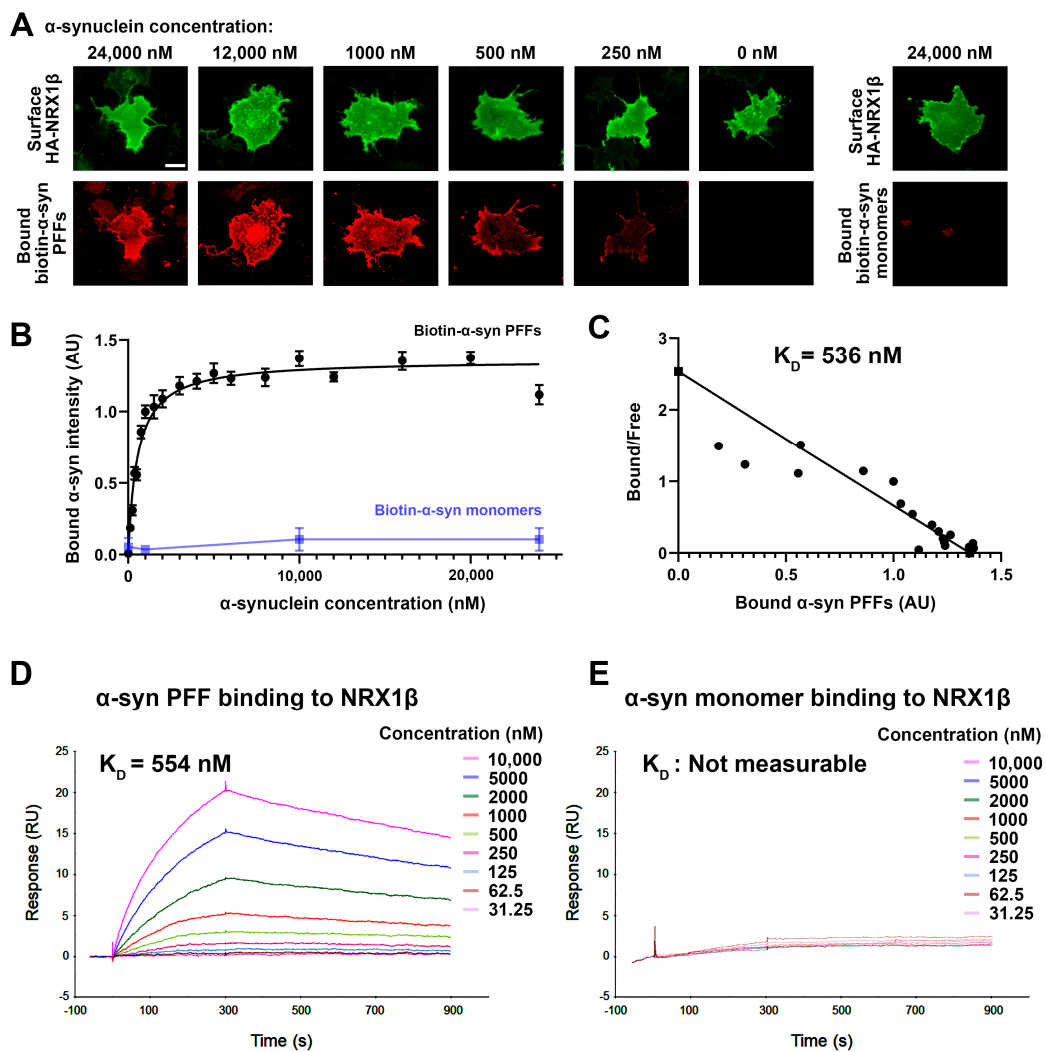 A
α-synuclein concentration:
24,000 nM
12,000 nM
1000 nM
500 nM
250 nM
0 nM
24,000 nM
Surface
HA-NRX1β
Surface
HA-NRX1β
Bound
biotin-α-syn
PFFs
Bound
biotin-α-syn
monomers
B
Bound α-syn intensity (AU)
1.5
1.0
0.5
0.0
Biotin-α-syn PFFs
Biotin-α-syn monomers
0
10,000
20,000
α-synuclein concentration (nM)
C
Bound/Free
3
2
1
0
KD= 536 nM
0.0
0.5
1.0
1.5
Bound α-syn PFFs (AU)
D
α-syn PFF binding to NRX1β
Concentration (nM)
KD = 554 nM
Response (RU)
25
20
15
10
5
0
-5
10,000
5000
2000
1000
500
250
125
62.5
31.25
-100
100
300
500
700
900
Time (s)
E
α-syn monomer binding to NRX1β
Concentration (nM)
KD : Not measurable
Response (RU)
25
20
15
10
5
0
-5
10,000
5000
2000
1000
500
250
125
62.5
31.25
-100
100
300
500
700
900
Time (s)